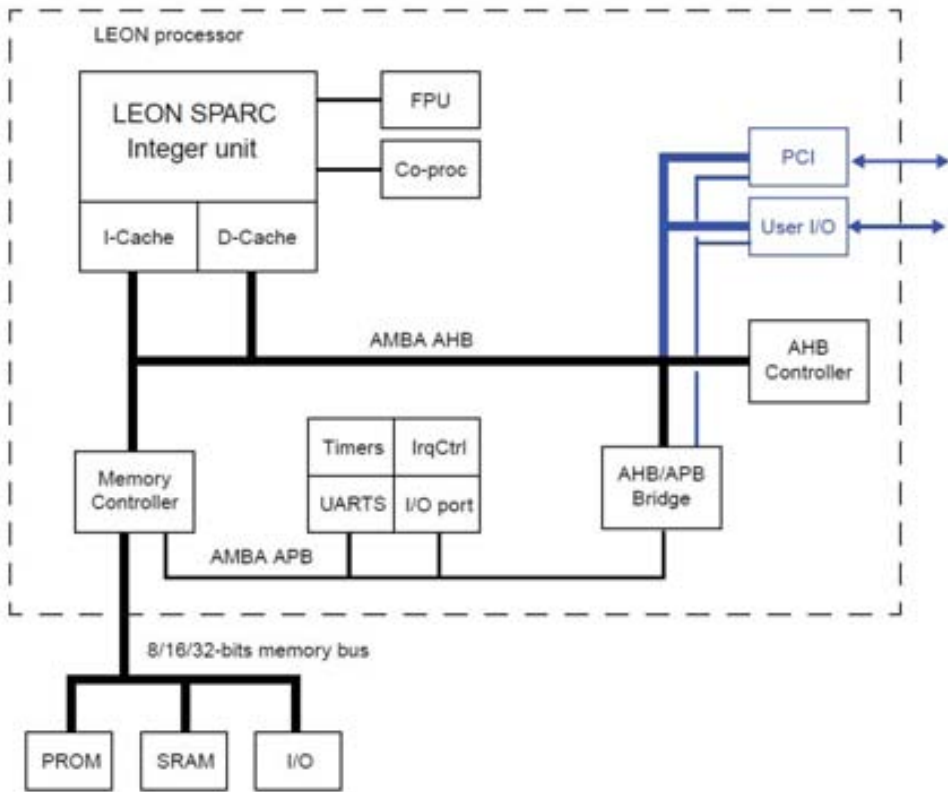 LEON processor
LEON SPARC
Integer unit
FPU
Co-proc
I-Cache
D-Cache
PCI
User I/O
AMBA AHB
AHB
Controller
Timers
IrqCtrl
UARTS
I/O port
Memory
Controller
AHB/APB
Bridge
AMBA APB
8/16/32-bits memory bus
PROM
SRAM
I/O